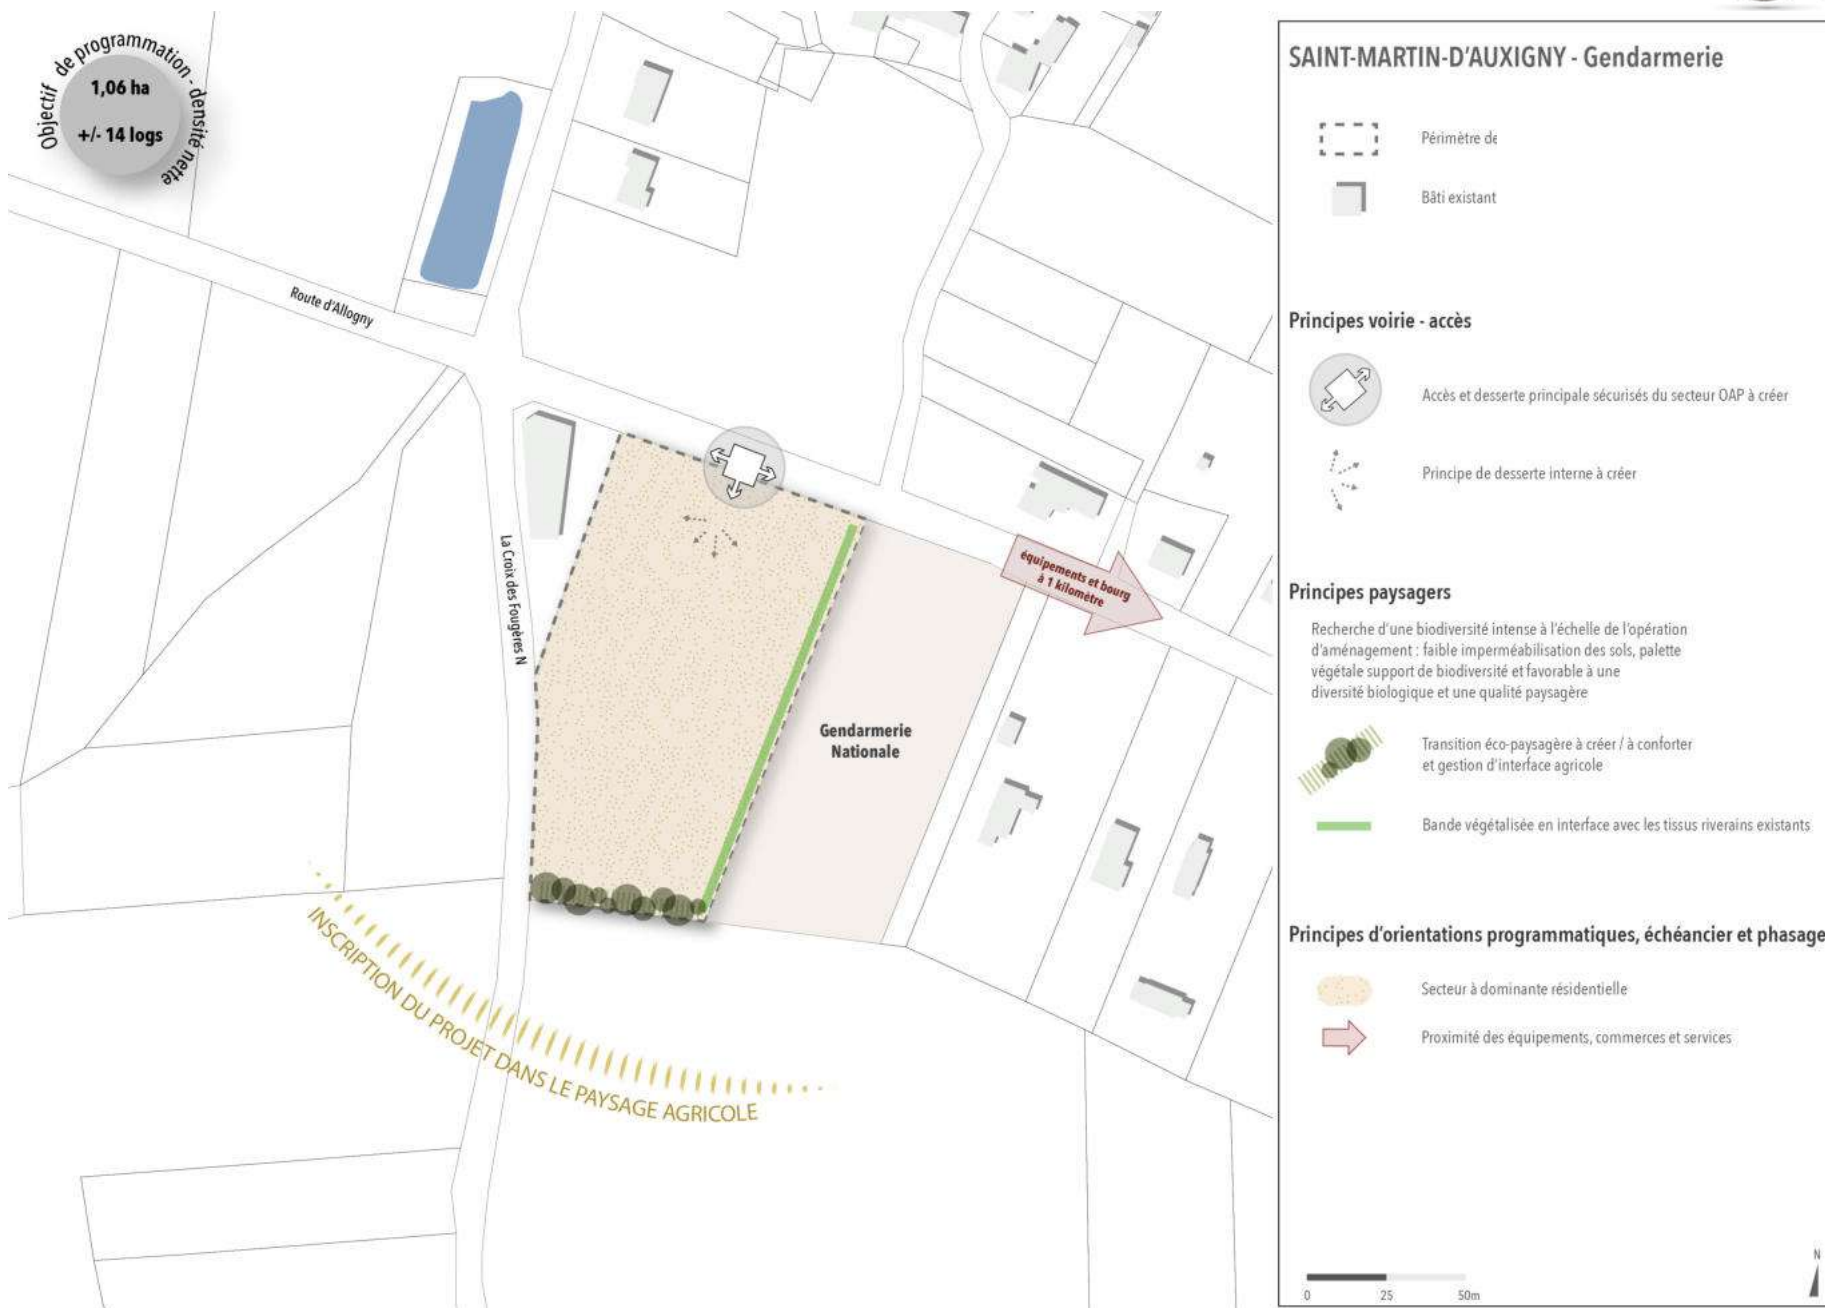 Objectif de programmation - densité nette
1,06 ha
+/- 14 logs
Route d'Allogny
La Croix des Fougères N
équipements et bourg
à 1 kilomètre
Gendarmerie
Nationale
INSCRIPTION DU PROJET DANS LE PAYSAGE AGRICOLE
SAINT-MARTIN-D'AUXIGNY - Gendarmerie
Périmètre de
Bâti existant
Principes voirie - accès
Accès et desserte principale sécurisés du secteur OAP à créer
Principe de desserte interne à créer
Principes paysagers
Recherche d'une biodiversité intense à l'échelle de l'opération
d'aménagement : faible imperméabilisation des sols, palette
végétale support de biodiversité et favorable à une
diversité biologique et une qualité paysagère
Transition éco-paysagère à créer / à conforter
et gestion d'interface agricole
Bande végétalisée en interface avec les tissus riverains existants
Principes d'orientations programmatiques, échéancier et phasage
Secteur à dominante résidentielle
Proximité des équipements, commerces et services
0 25 50m
N